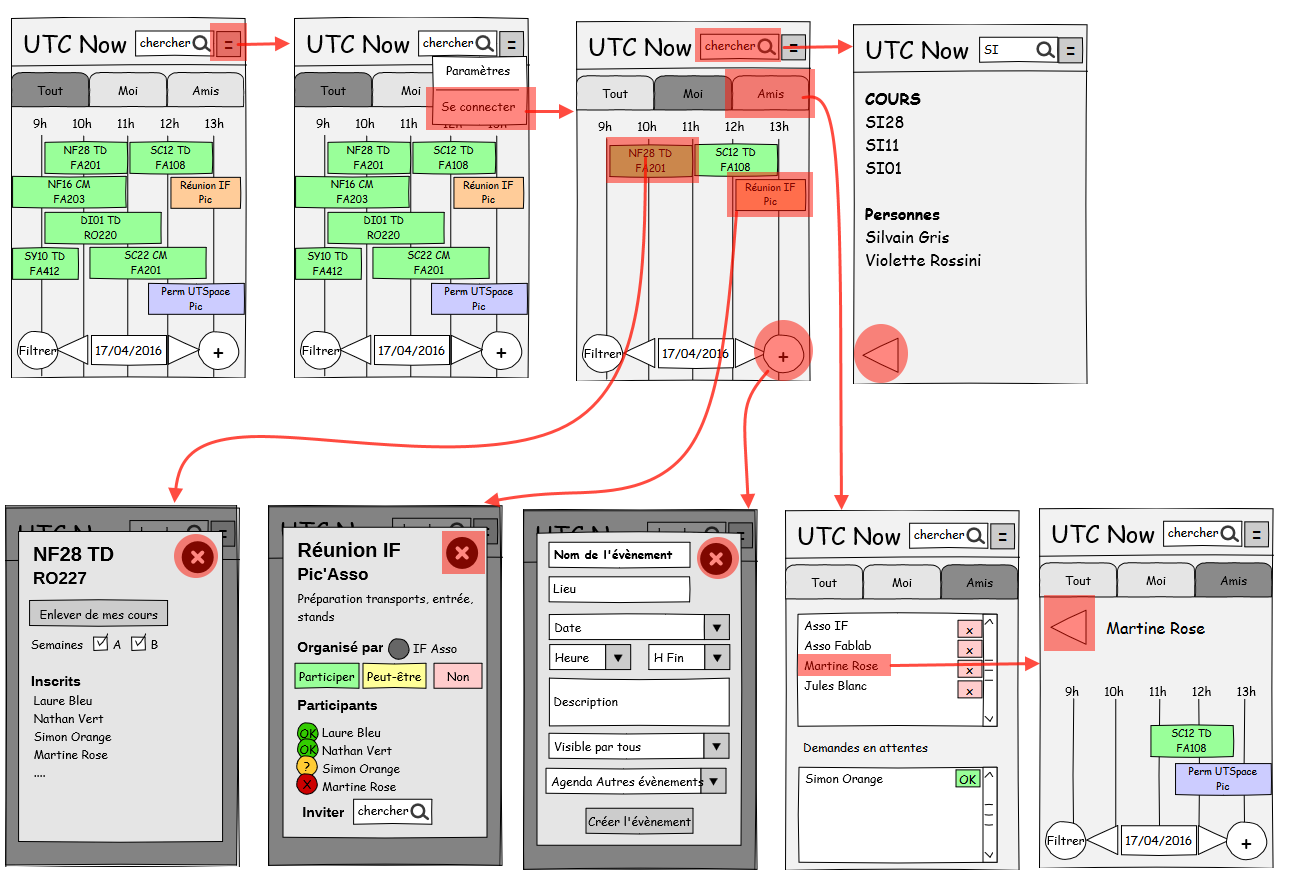 UTC Now
chercher
=
Tout
Moi
Amis
9h
10h
11h
12h
13h
NF28 TD
FA201
SC12 TD
FA108
NF16 CM
FA203
Réunion IF
Pic
DI01 TD
RO220
SY10 TD
FA412
SC22 CM
FA201
Perm UTSpace
Pic
Filtrer
17/04/2016
+
UTC Now
chercher
=
Paramètres
Se connecter
Tout
Moi
9h
10h
11h
12h
13h
NF28 TD
FA201
SC12 TD
FA108
NF16 CM
FA203
Réunion IF
Pic
DI01 TD
RO220
SY10 TD
FA412
SC22 CM
FA201
Perm UTSpace
Pic
Filtrer
17/04/2016
+
UTC Now
chercher
=
Tout
Moi
Amis
9h
10h
11h
12h
13h
NF28 TD
FA201
SC12 TD
FA108
Réunion IF
Pic
Filtrer
17/04/2016
+
UTC Now
SI
=
COURS
SI28
SI11
SI01
Personnes
Silvain Gris
Violette Rossini
UTC Now
NF28 TD
RO227
Enlever de mes cours
Semaines
A
B
Inscrits
Laure Bleu
Nathan Vert
Simon Orange
Martine Rose
....
UTC Now
Réunion IF
Pic'Asso
Préparation transports, entrée,
stands
Organisé par
IF Asso
Participer
Peut-être
Non
Participants
OK Laure Bleu
OK Nathan Vert
? Simon Orange
X Martine Rose
Inviter
chercher
UTC Now
Nom de l'évènement
Lieu
Date
Heure
H Fin
Description
Visible par tous
Agenda Autres évènements
Créer l'évènement
UTC Now
chercher
=
Tout
Moi
Amis
Asso IF
x
Asso Fablab
x
Martine Rose
x
Jules Blanc
x
Demandes en attentes
Simon Orange
OK
UTC Now
chercher
=
Tout
Moi
Amis
Martine Rose
9h
10h
11h
12h
13h
SC12 TD
FA108
Perm UTSpace
Pic
Filtrer
17/04/2016
+